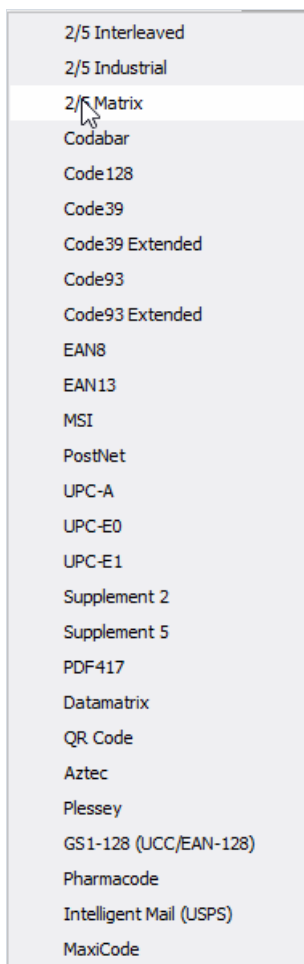 2/5 Interleaved
2/5 Industrial
2/5 Matrix
Codabar
Code128
Code39
Code39 Extended
Code93
Code93 Extended
EAN8
EAN13
MSI
PostNet
UPC-A
UPC-E0
UPC-E1
Supplement 2
Supplement 5
PDF417
Datamatrix
QR Code
Aztec
Plessey
GS1-128 (UCC/EAN-128)
Pharmacode
Intelligent Mail (USPS)
MaxiCode